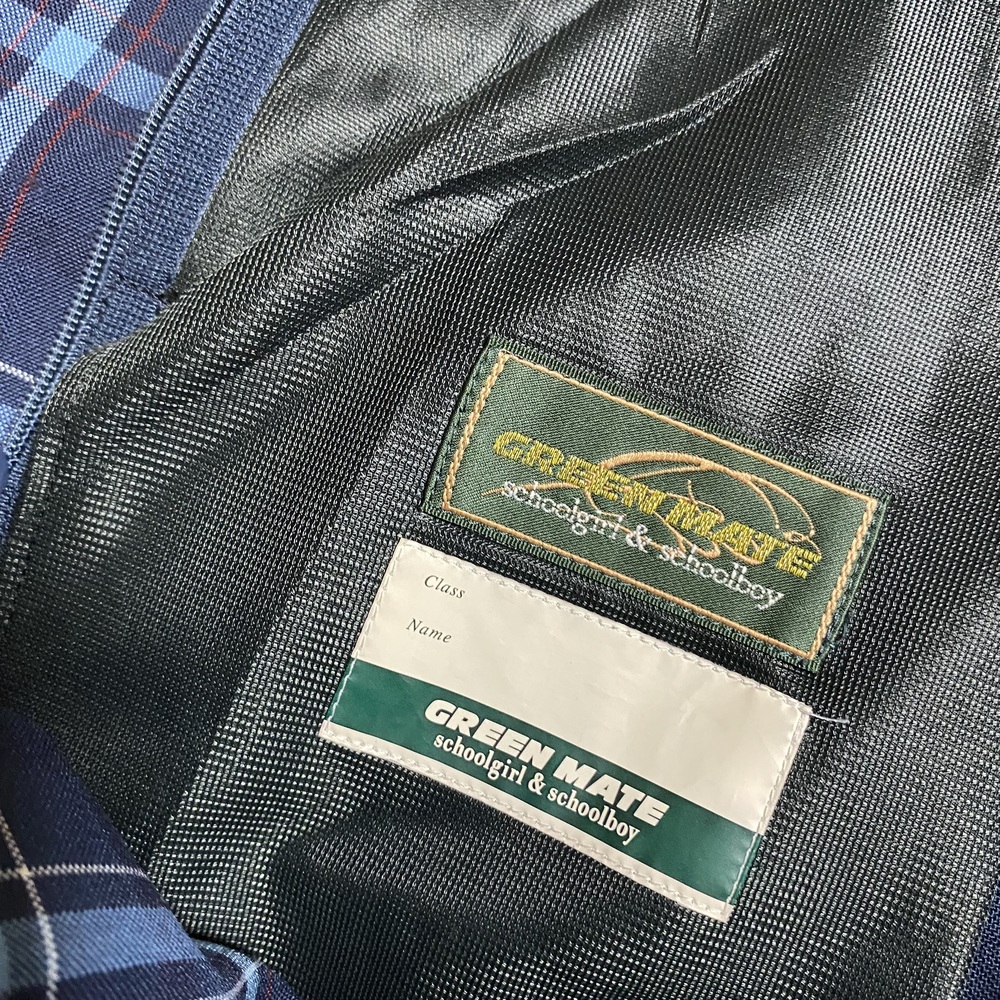 GREEN MATE
schoolgirl & schoolboy
Class
Name
GREEN MATE
schoolgirl & schoolboy